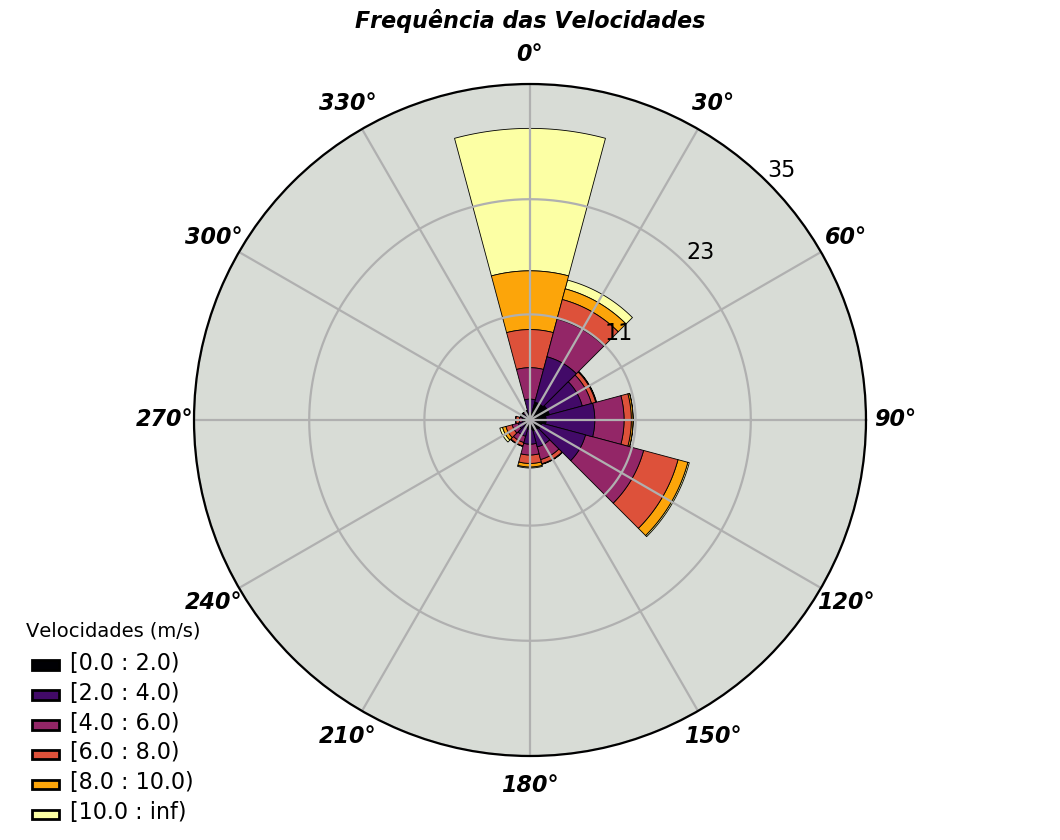 Frequência das Velocidades
0°
330°
30°
35
300°
60°
23
11
270°
90°
240°
120°
Velocidades (m/s)
[0.0 : 2.0)
[2.0 : 4.0)
[4.0 : 6.0)
210°
150°
[6.0 : 8.0)
180°
[8.0 : 10.0)
[10.0 : inf)